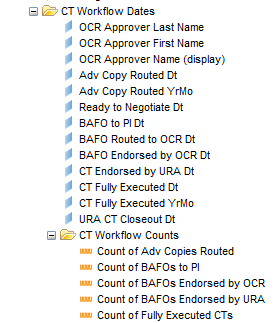 CT Workflow Dates
OCR Approver Last Name
OCR Approver First Name
OCR Approver Name (display)
Adv Copy Routed Dt
Adv Copy Routed YrMo
Ready to Negotiate Dt
BAFO to PI Dt
BAFO Routed to OCR Dt
BAFO Endorsed by OCR Dt
CT Endorsed by URA Dt
CT Fully Executed Dt
CT Fully Executed YrMo
URA CT Closeout Dt
CT Workflow Counts
Count of Adv Copies Routed
Count of BAFOs to PI
Count of BAFOs Endorsed by OCR
Count of BAFOs Endorsed by URA
Count of Fully Executed CTs